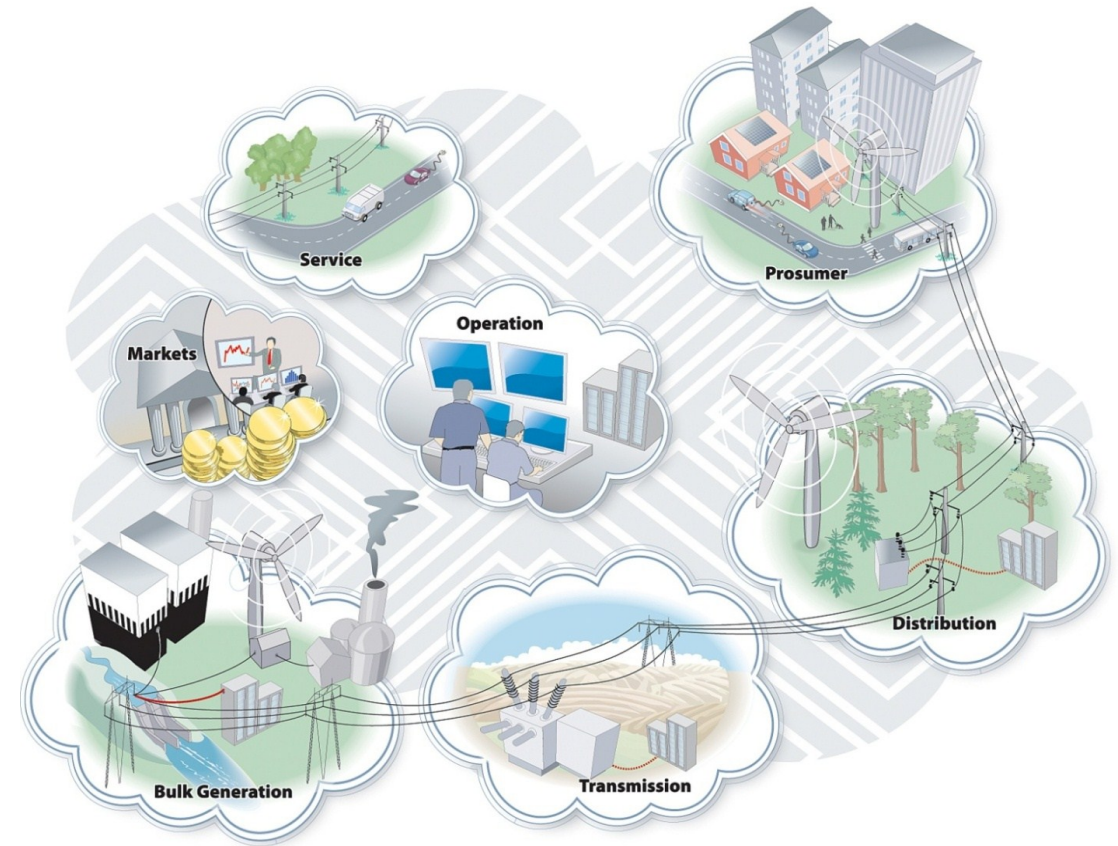 Service
Prosumer
Markets
Operation
Distribution
Bulk Generation
Transmission